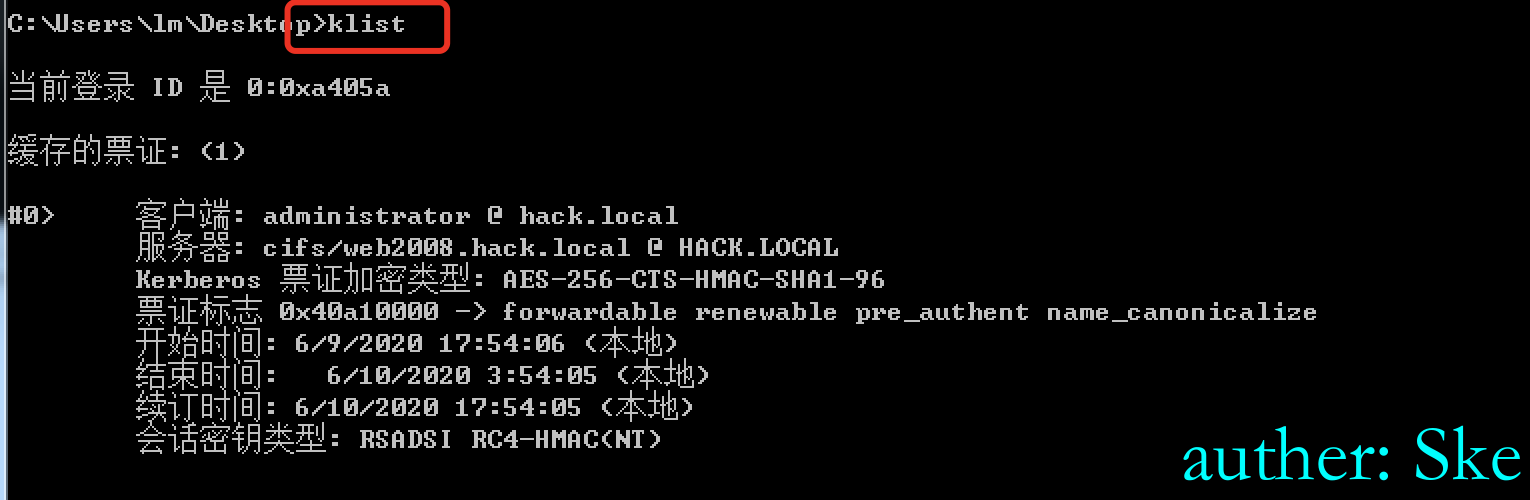 C:\Users\lm\Desktop>klist
当前登录 ID 是 0:0xa405a
缓存的票证: (1)
#0> 客户端: administrator @ hack.local
服务器: cifs/web2008.hack.local @ HACK.LOCAL
Kerberos 票证加密类型: AES-256-CTS-HMAC-SHA1-96
票证标志 0x40a10000 -> forwardable renewable pre_authent name_canonicalize
开始时间: 6/9/2020 17:54:06 (本地)
结束时间: 6/10/2020 3:54:05 (本地)
续订时间: 6/10/2020 17:54:05 (本地)
会话密钥类型: RSADSI RC4-HMAC(NT)
auther: Ske